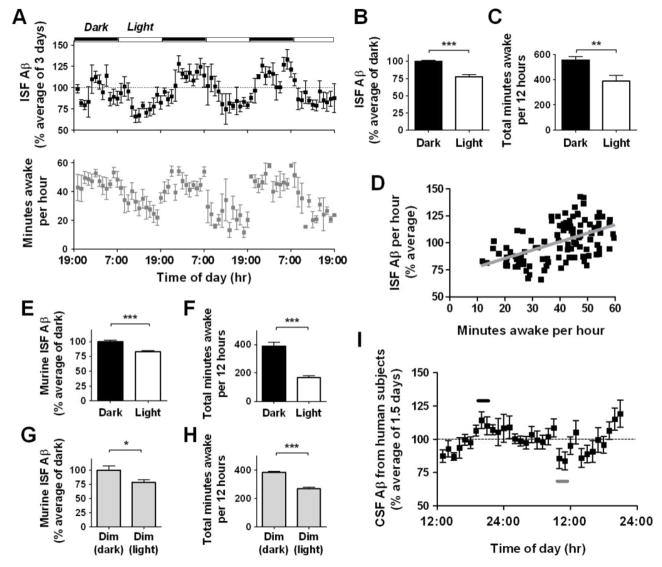 A
Dark Light
ISF Aβ
(% average of 3 days)
150
125
100
75
50
Minutes awake
per hour
60
40
20
0
19:00 7:00 19:00 7:00 19:00 7:00 19:00
Time of day (hr)
B
ISF Aβ
(% average of dark)
125
100
75
50
25
0
***
Dark Light
C
Total minutes awake
per 12 hours
600
400
200
0
**
Dark Light
D
ISF Aβ per hour
(% average)
150
125
100
75
50
0 10 20 30 40 50 60
Minutes awake per hour
E
Murine ISF Aβ
(% average of dark)
100
75
50
25
0
***
Dark Light
F
Total minutes awake
per 12 hours
400
200
0
***
Dark Light
G
Murine ISF Aβ
(% average of dark)
100
75
50
25
0
*
Dim Dim
(dark) (light)
H
Total minutes awake
per 12 hours
400
200
0
***
Dim Dim
(dark) (light)
I
CSF Aβ from human subjects
(% average of 1.5 days)
150
125
100
75
50
12:00 24:00 12:00 24:00
Time of day (hr)